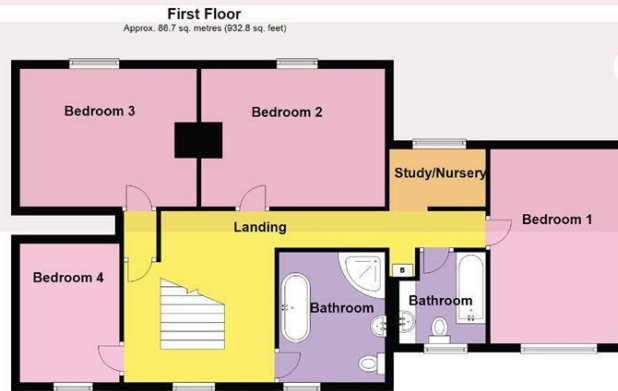 First Floor
Approx. 86.7 sq. metres (932.8 sq. feet)
Bedroom 3
Bedroom 2
Study/Nursery
Bedroom 1
Landing
Bedroom 4
B
Bathroom
Bathroom